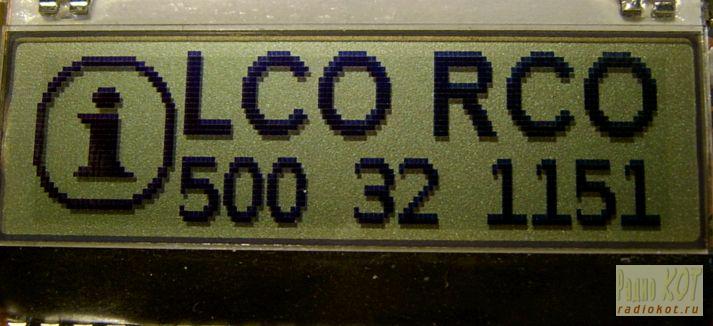 i LCO RCO
500 32 1151
Радио КОТ
radiokot.ru